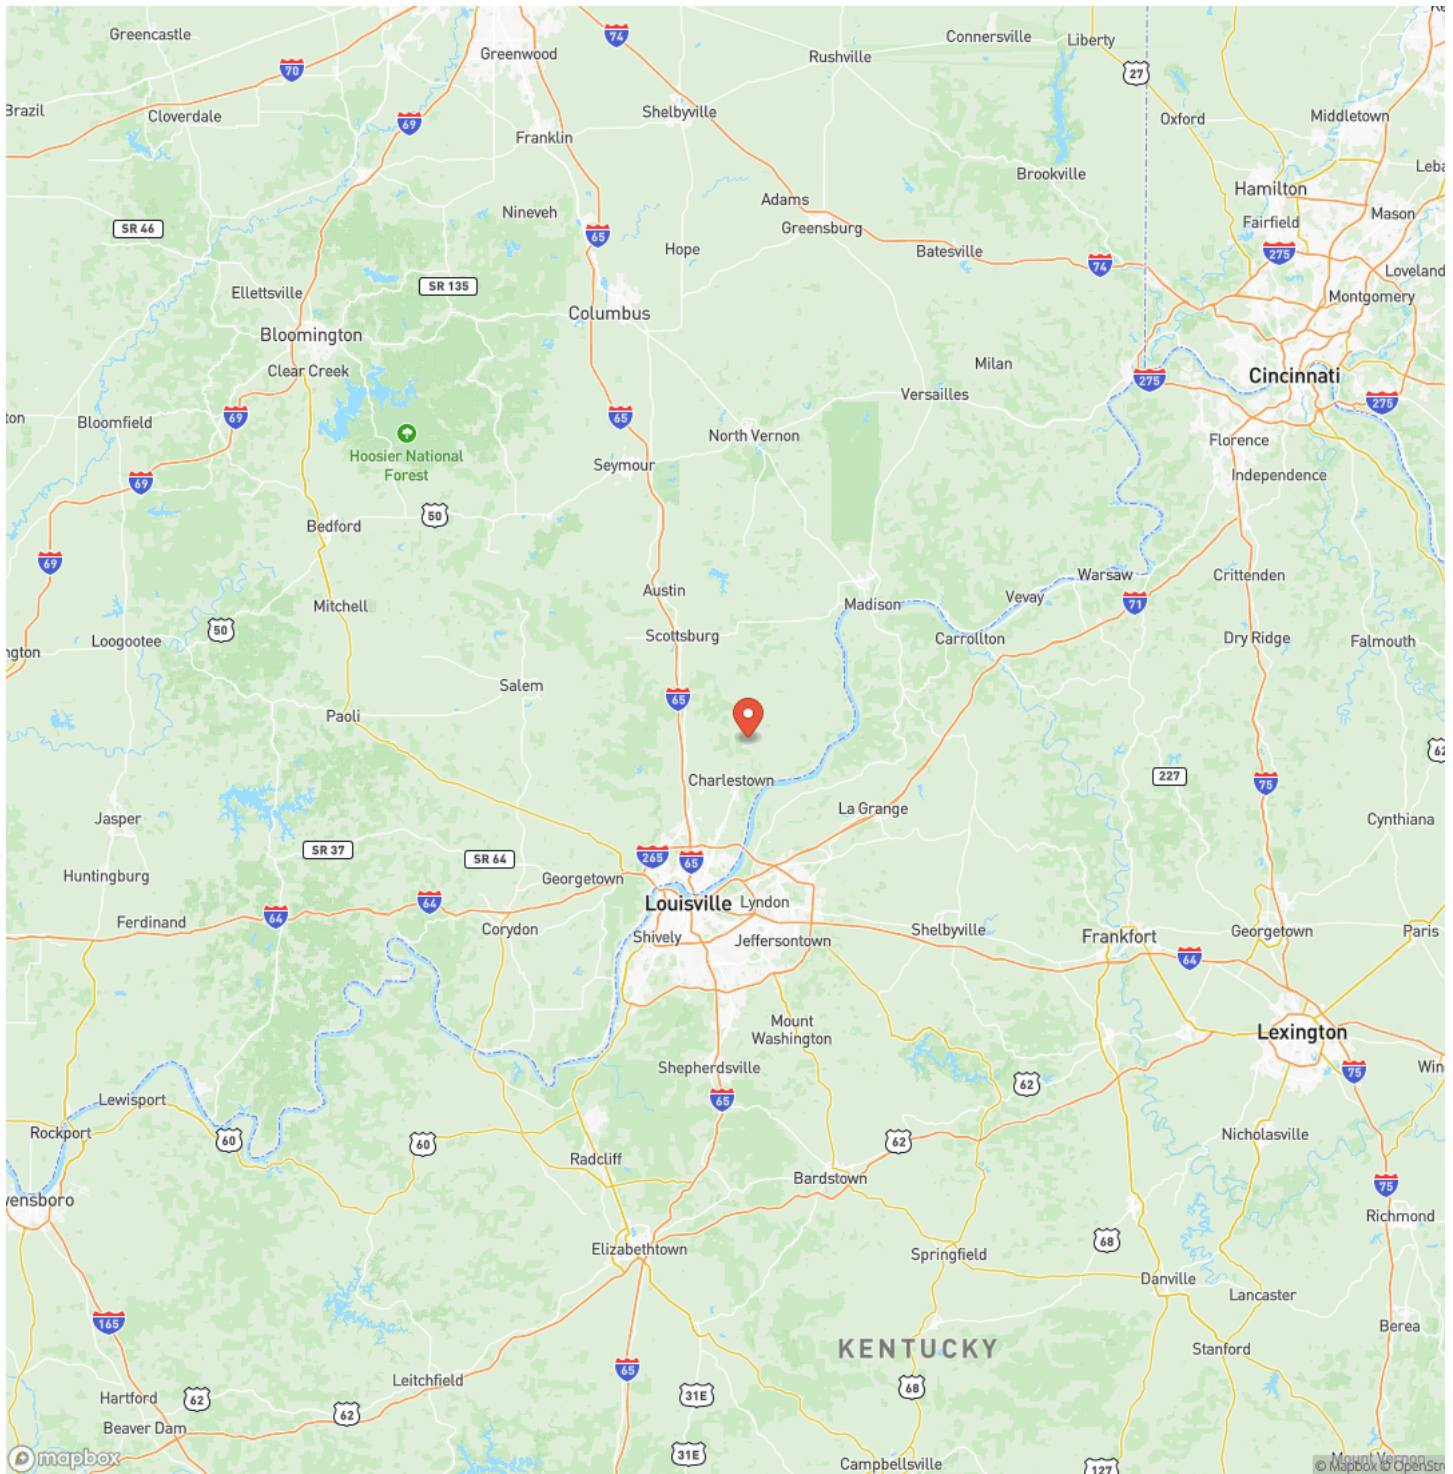 Greencastle
74
Connersville
Liberty
Greenwood
Rushville
70
27
Brazil
Cloverdale
Shelbyville
Oxford
Middletown
69
Franklin
Brookville
Hamilton
Adams
Nineveh
Mason
SR 46
65
Greensburg
Fairfield
Hope
Batesville
275
74
Loveland
Ellettsville
SR 135
Montgomery
Columbus
Bloomington
Clear Creek
Milan
275
Cincinnati
Versailles
275
69
65
Bloomfield
North Vernon
Florence
Hoosier National
Forest
Seymour
Independence
69
50
Bedford
69
Austin
Warsaw
Crittenden
Mitchell
Madison
Vevay
71
50
Loogootee
Scottsburg
Carrollton
Dry Ridge
Falmouth
Salem
65
Paoli
Charlestown
227
75
Jasper
La Grange
Cynthiana
SR 37
SR 64
265
65
Huntingburg
Georgetown
64
Louisville
Lyndon
Ferdinand
64
Corydon
Shively
Jeffersontown
Shelbyville
Frankfort
Georgetown
Paris
64
Mount
Washington
Lexington
Shepherdsville
75
62
65
Lewisport
Rockport
60
60
62
Nicholasville
Radcliff
Bardstown
75
Richmond
68
Elizabethtown
Springfield
Danville
Lancaster
165
Berea
KENTUCKY
Stanford
65
Leitchfield
68
Hartford
62
31E
62
Beaver Dam
mapbox
31E
Campbellsville
127
Mount Vernon
© Mapbox © OpenStr